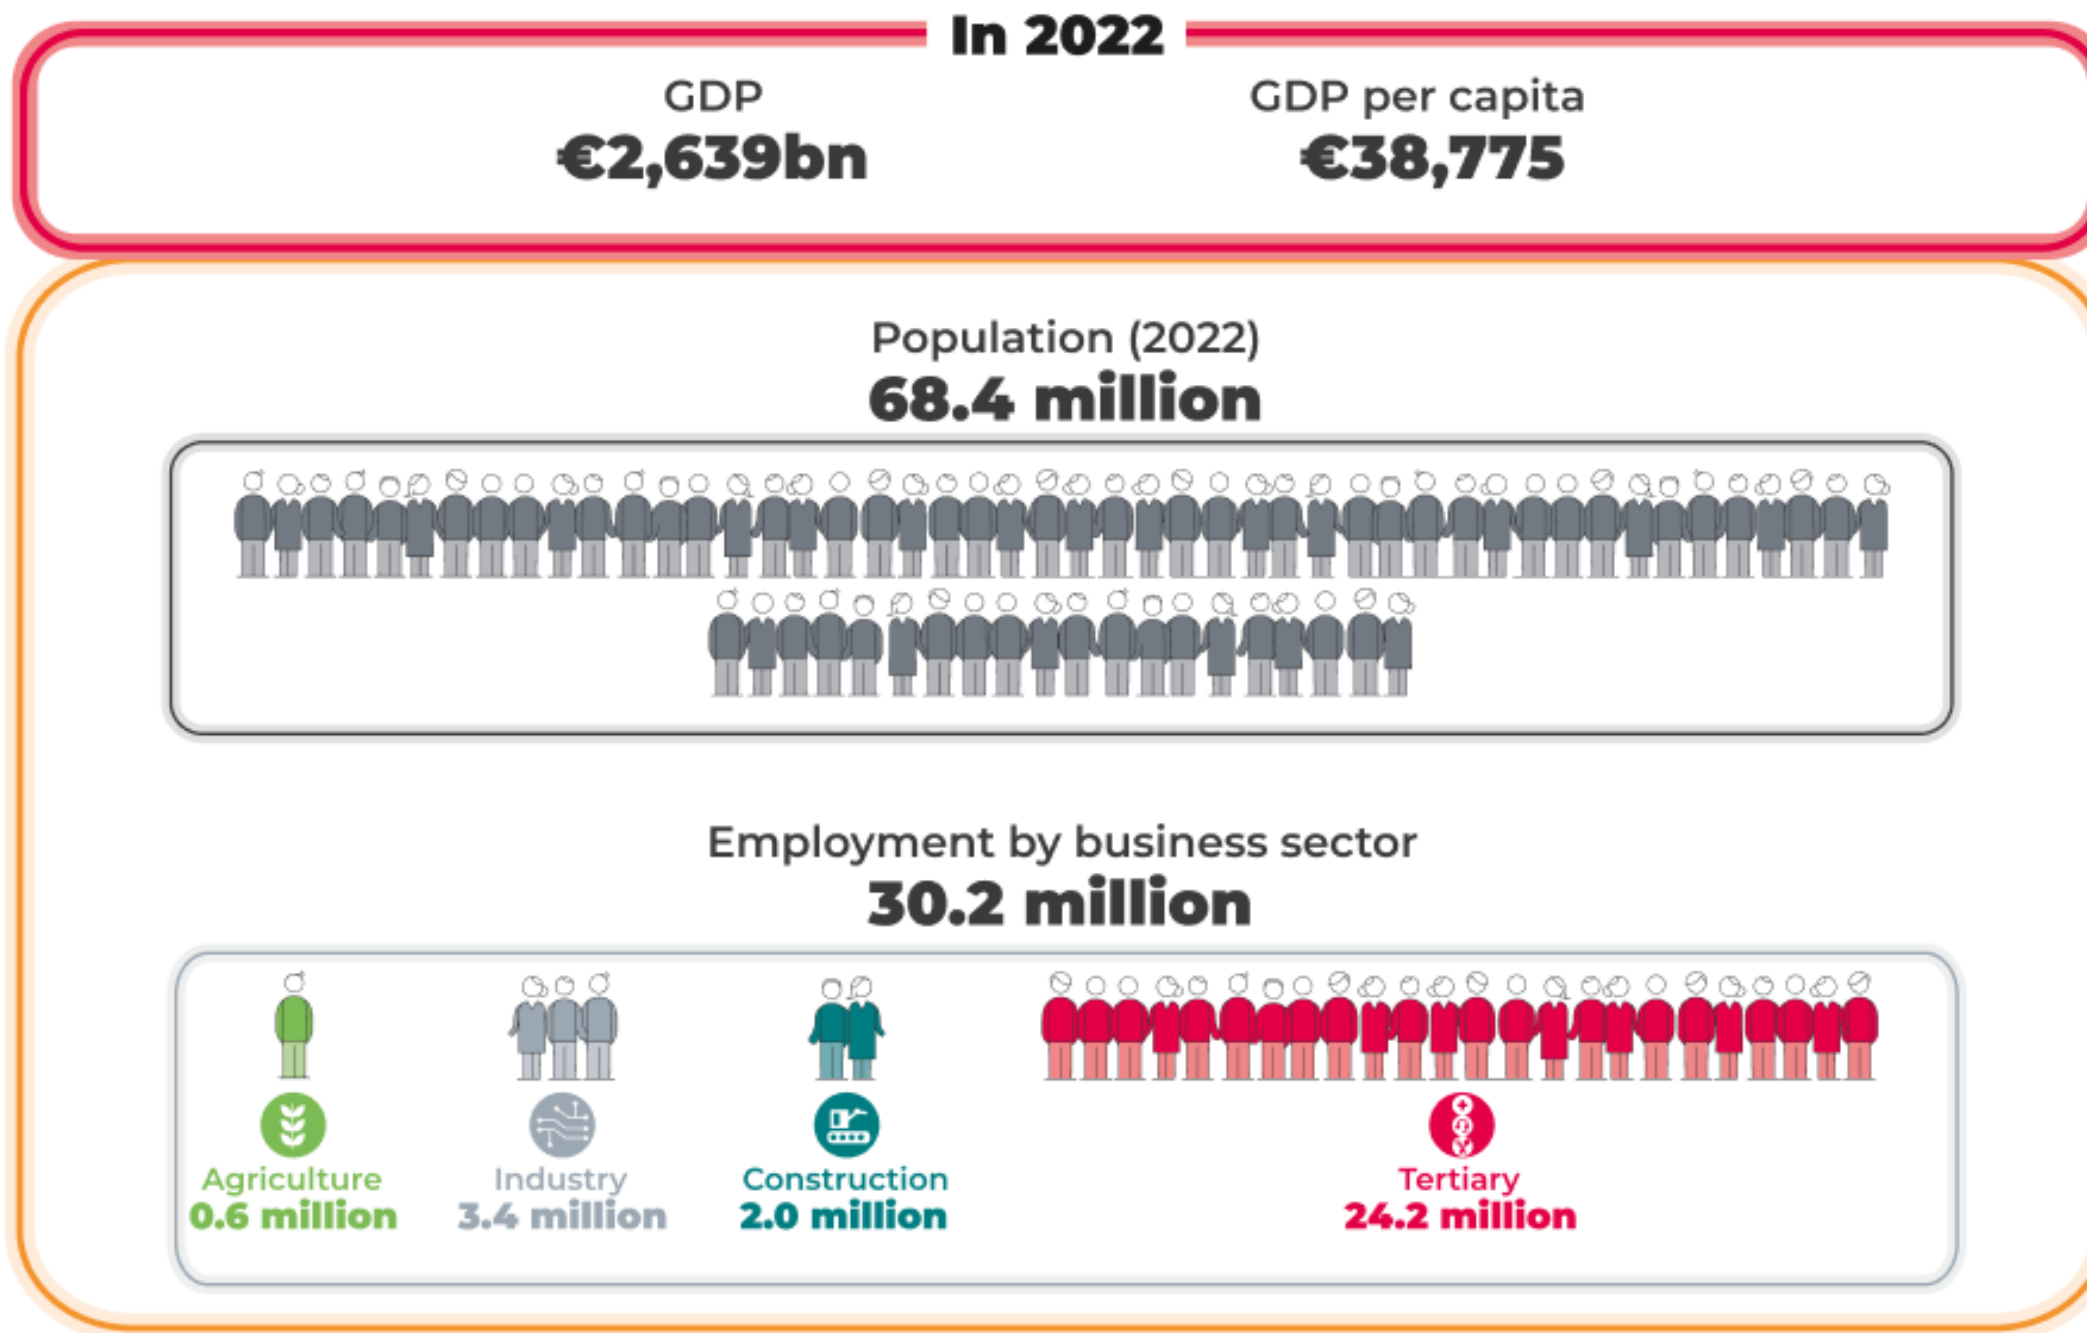 In 2022
GDP
€2,639bn
GDP per capita
€38,775
Population (2022)
68.4 million
Employment by business sector
30.2 million
Agriculture
0.6 million
Industry
3.4 million
Construction
2.0 million
Tertiary
24.2 million